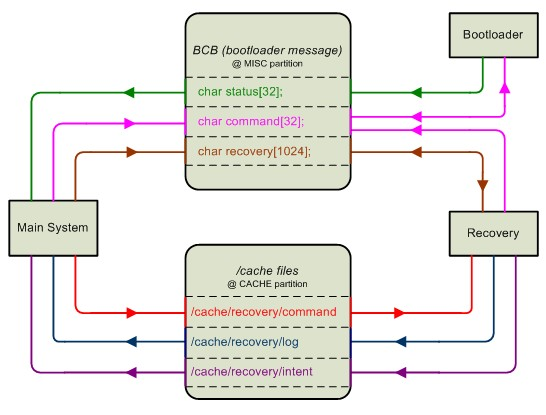 BCB (bootloader message)
@ MISC partition
char status[32];
char command[32];
char recovery[1024];
Bootloader
Main System
Recovery
/cache files
@ CACHE partition
/cache/recovery/command
/cache/recovery/log
/cache/recovery/intent